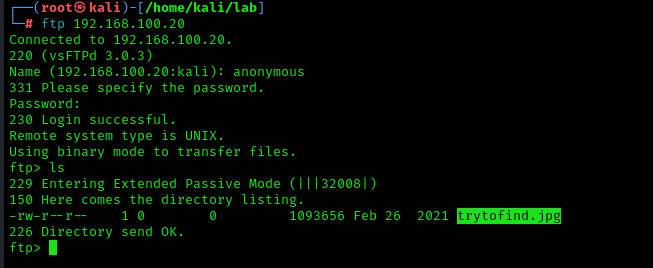 ┌──(root㉿kali)-[/home/kali/lab]
└─# ftp 192.168.100.20
Connected to 192.168.100.20.
220 (vsFTPd 3.0.3)
Name (192.168.100.20:kali): anonymous
331 Please specify the password.
Password:
230 Login successful.
Remote system type is UNIX.
Using binary mode to transfer files.
ftp> ls
229 Entering Extended Passive Mode (|||32008|)
150 Here comes the directory listing.
-rw-r--r--    1 0        0         1093656 Feb 26  2021 trytofind.jpg
226 Directory send OK.
ftp>